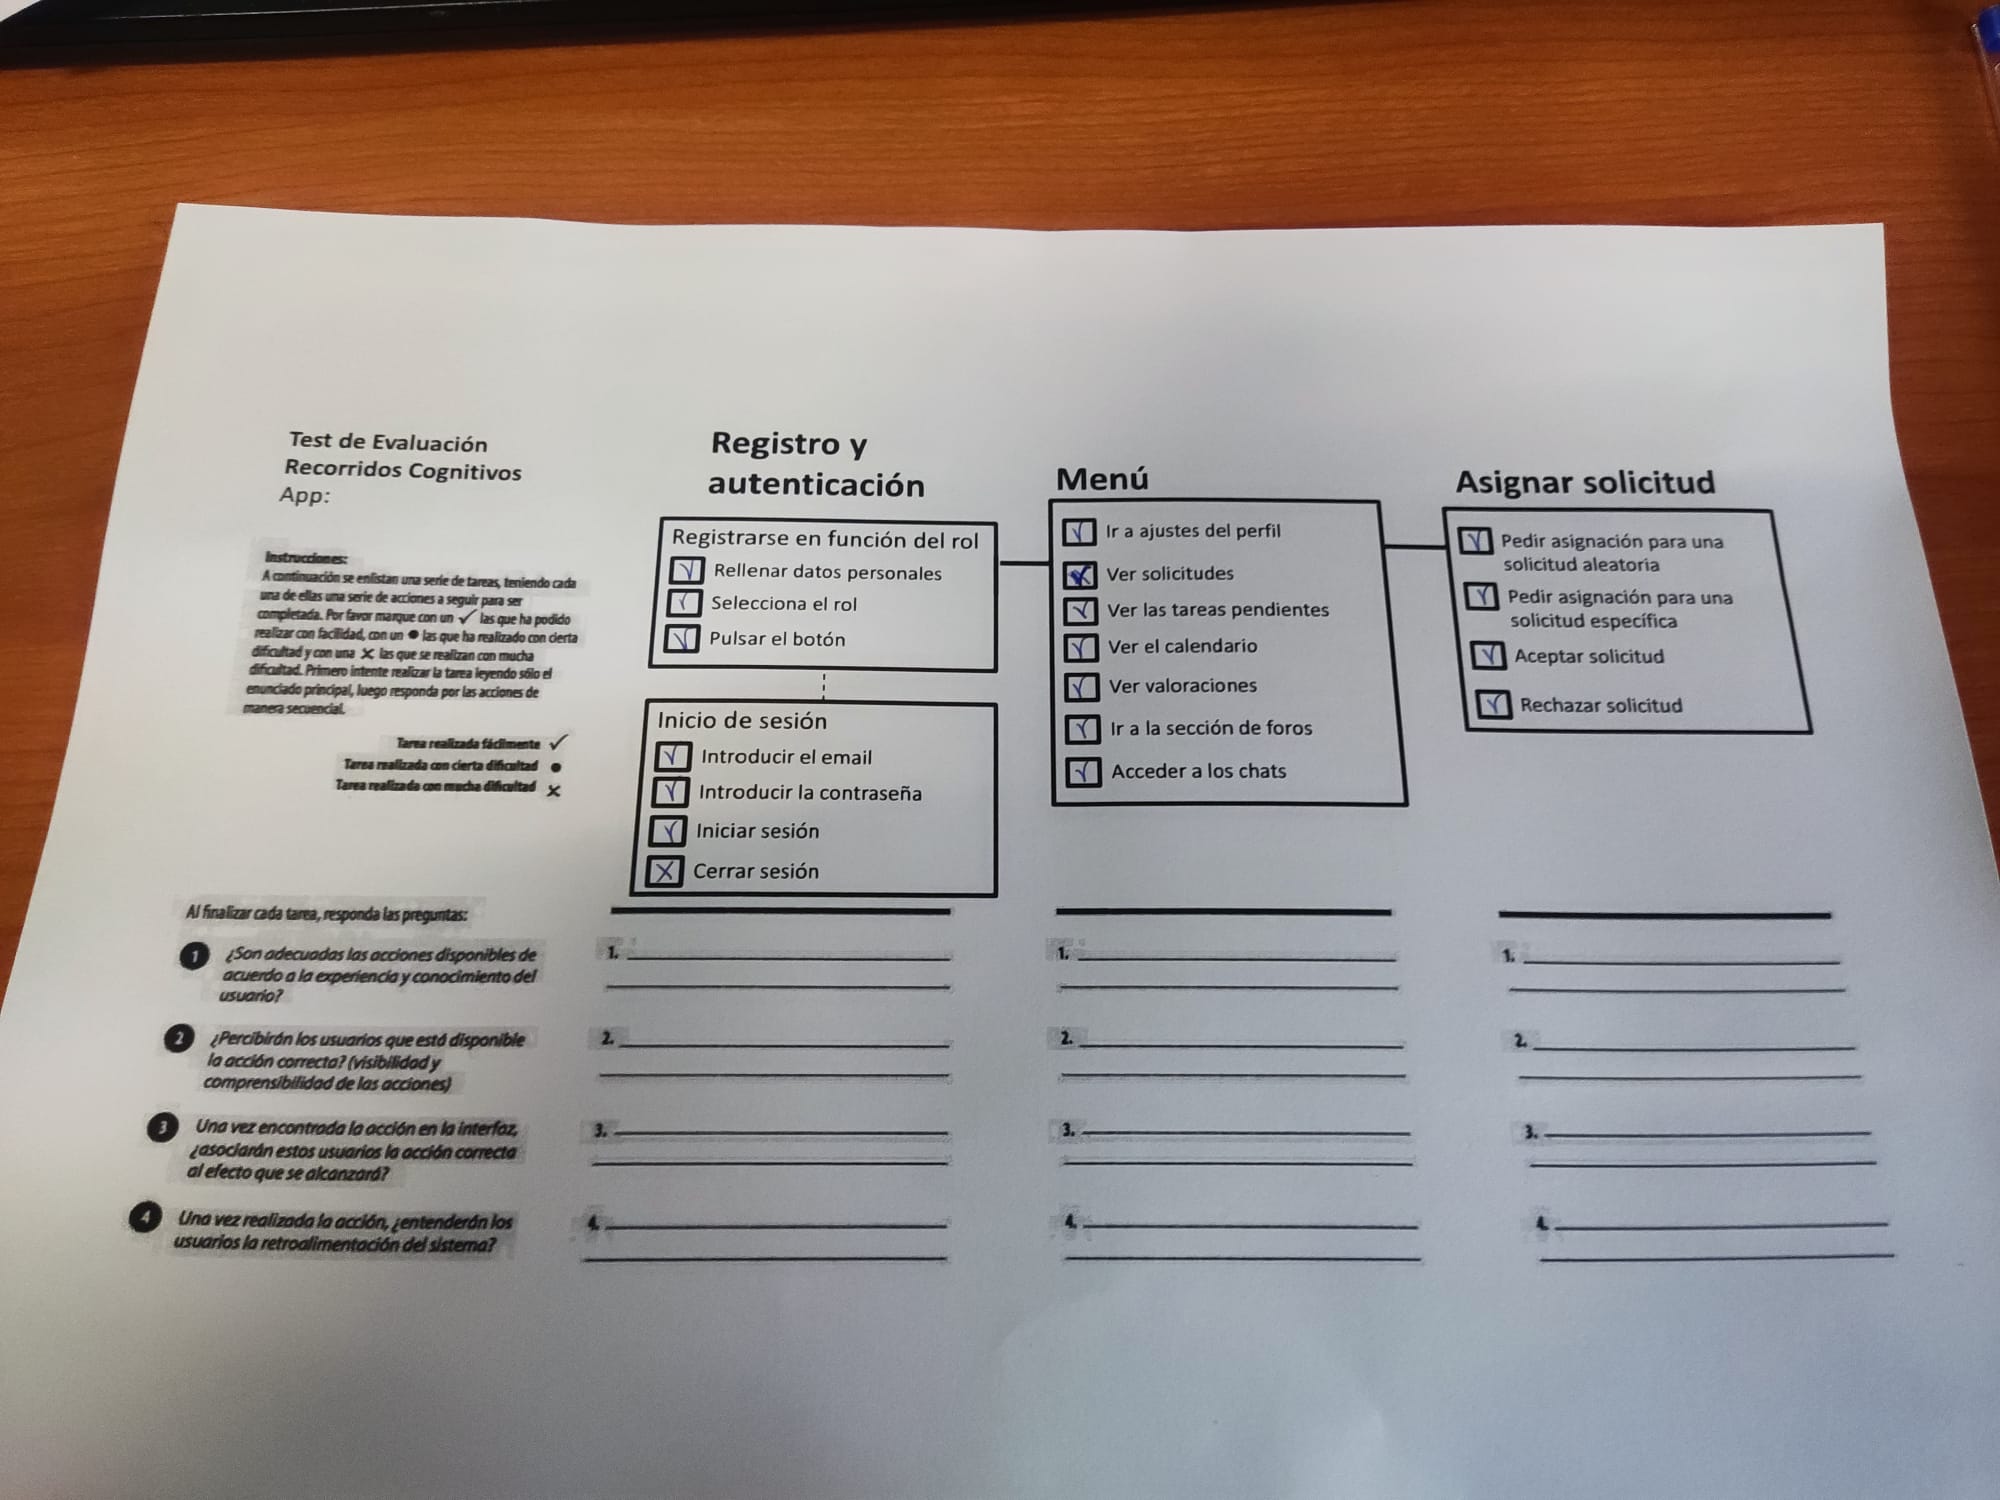 Test de Evaluación
Recorridos Cognitivos
App:
Instrucciones:
A continuación se enlistan una serie de tareas, teniendo cada
una de ellas una serie de acciones a seguir para ser
completada. Por favor marque con un ✓ las que ha podido
realizar con facilidad, con un ● las que ha realizado con cierta
dificultad y con una ✕ las que se realizan con mucha
dificultad. Primero intente realizar la tarea leyendo sólo el
enunciado principal, luego responda por las acciones de
manera secuencial.
Tarea realizada fácilmente ✓
Tarea realizada con cierta dificultad ●
Tarea realizada con mucha dificultad ✕
Registro y
autenticación
Registrarse en función del rol
✓ Rellenar datos personales
✓ Selecciona el rol
✓ Pulsar el botón
Inicio de sesión
✓ Introducir el email
✓ Introducir la contraseña
✓ Iniciar sesión
✕ Cerrar sesión
Menú
✓ Ir a ajustes del perfil
✓ Ver solicitudes
✓ Ver las tareas pendientes
✓ Ver el calendario
✓ Ver valoraciones
✓ Ir a la sección de foros
✓ Acceder a los chats
Asignar solicitud
✓ Pedir asignación para una
solicitud aleatoria
✓ Pedir asignación para una
solicitud específica
✓ Aceptar solicitud
✓ Rechazar solicitud
Al finalizar cada tarea, responda las preguntas:
1 ¿Son adecuadas las acciones disponibles de
acuerdo a la experiencia y conocimiento del
usuario?
2 ¿Percibirán los usuarios que está disponible
la acción correcta? (visibilidad y
comprensibilidad de las acciones)
3 Una vez encontrada la acción en la interfaz,
¿asociarán estos usuarios la acción correcta
al efecto que se alcanzará?
4 Una vez realizada la acción, ¿entenderán los
usuarios la retroalimentación del sistema?
1.
2.
3.
4.
1.
2.
3.
4.
1.
2.
3.
4.